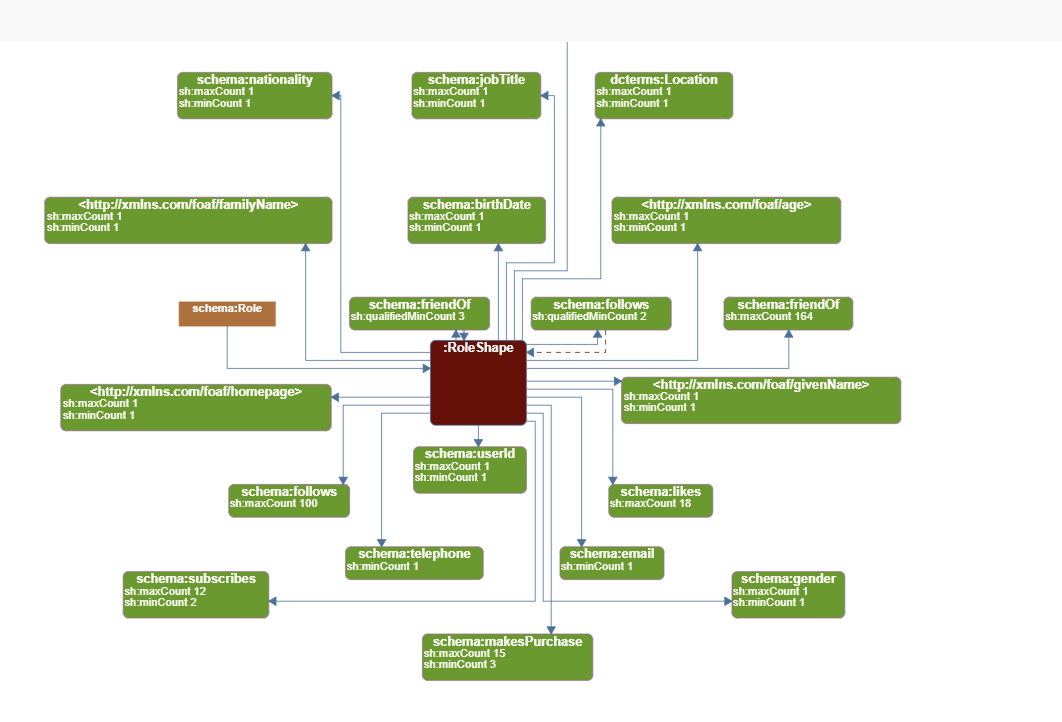 schema:nationality
sh:maxCount 1
sh:minCount 1
schema:jobTitle
sh:maxCount 1
sh:minCount 1
dcterms:Location
sh:maxCount 1
sh:minCount 1
<http://xmlns.com/foaf/familyName>
sh:maxCount 1
sh:minCount 1
schema:birthDate
sh:maxCount 1
sh:minCount 1
<http://xmlns.com/foaf/age>
sh:maxCount 1
sh:minCount 1
schema:Role
schema:friendOf
sh:qualifiedMinCount 3
schema:follows
sh:qualifiedMinCount 2
schema:friendOf
sh:maxCount 164
:RoleShape
<http://xmlns.com/foaf/homepage>
sh:maxCount 1
sh:minCount 1
<http://xmlns.com/foaf/givenName>
sh:maxCount 1
sh:minCount 1
schema:userId
sh:maxCount 1
sh:minCount 1
schema:follows
sh:maxCount 100
schema:likes
sh:maxCount 18
schema:telephone
sh:minCount 1
schema:email
sh:minCount 1
schema:subscribes
sh:maxCount 12
sh:minCount 2
schema:gender
sh:maxCount 1
sh:minCount 1
schema:makesPurchase
sh:maxCount 15
sh:minCount 3